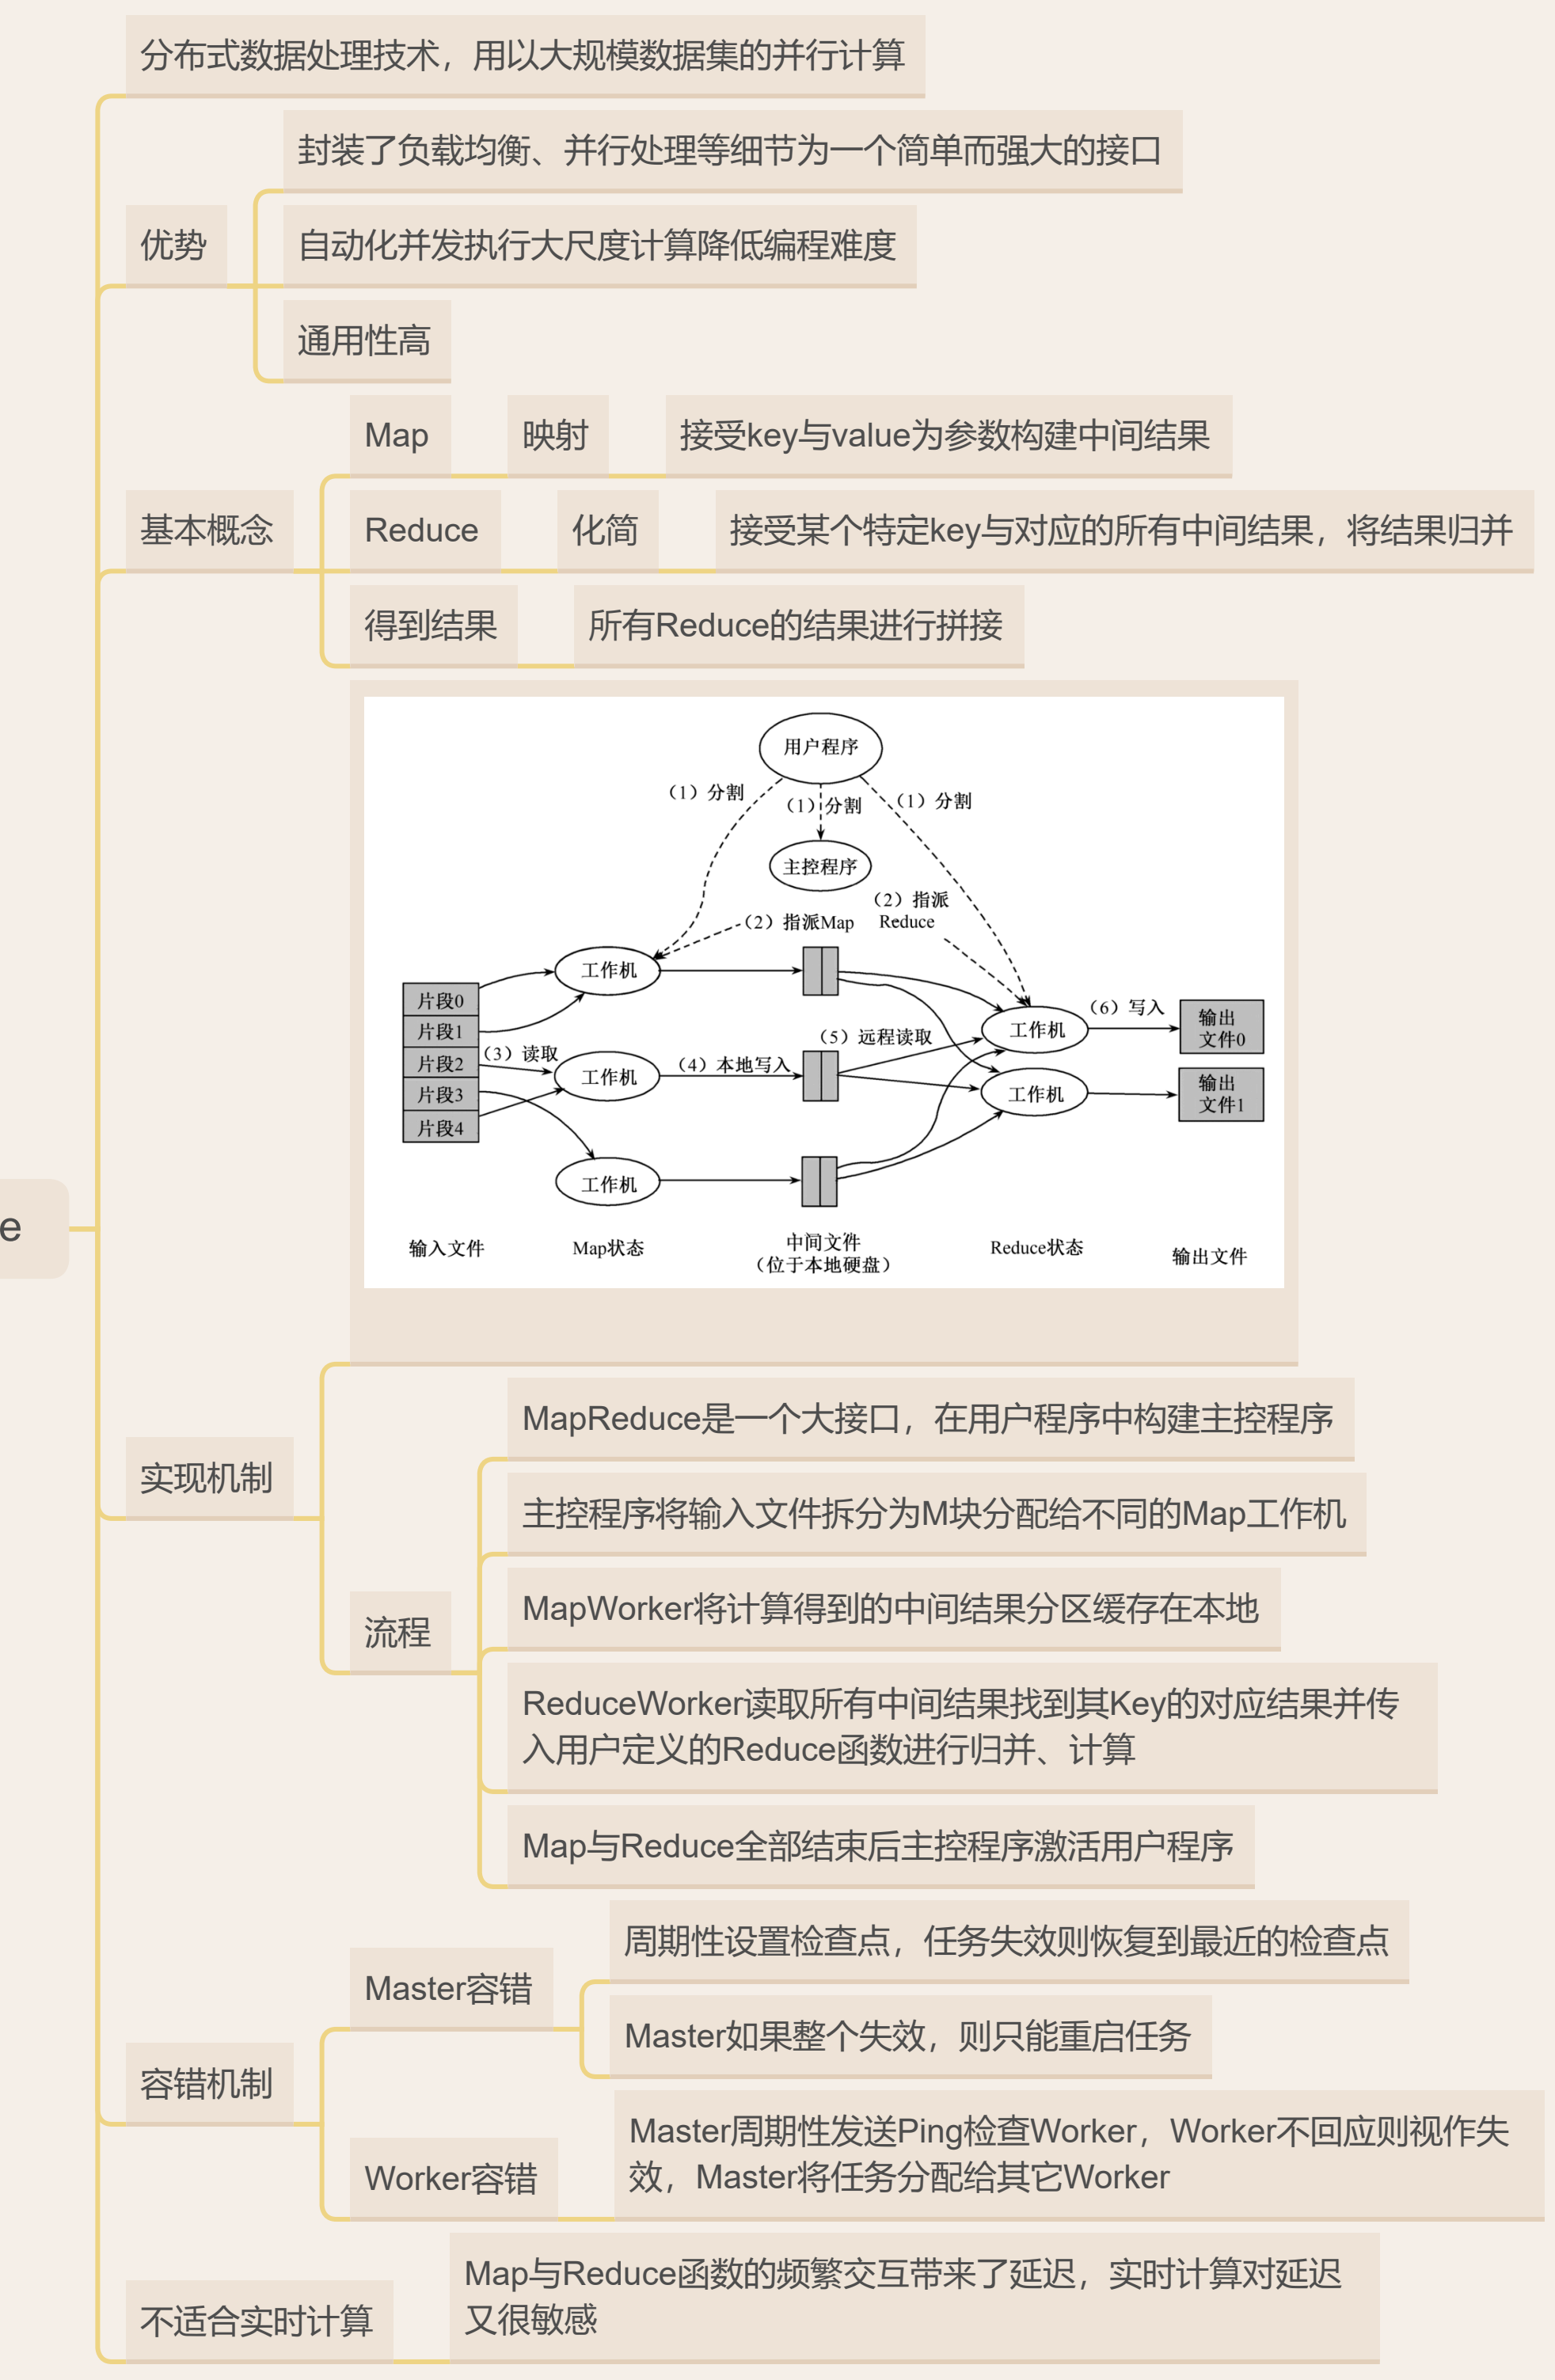 分布式数据处理技术，用以大规模数据集的并行计算
优势
封装了负载均衡、并行处理等细节为一个简单而强大的接口
自动化并发执行大尺度计算降低编程难度
通用性高
基本概念
Map
映射
接受key与value为参数构建中间结果
Reduce
化简
接受某个特定key与对应的所有中间结果，将结果归并
得到结果
所有Reduce的结果进行拼接
用户程序
（1）分割
（1）分割
（1）分割
主控程序
（2）指派Map
（2）指派
Reduce
工作机
片段0
片段1
片段2
片段3
片段4
（3）读取
工作机
（4）本地写入
工作机
（5）远程读取
工作机
工作机
（6）写入
输出
文件0
输出
文件1
输入文件
Map状态
中间文件
（位于本地硬盘）
Reduce状态
输出文件
e
实现机制
流程
MapReduce是一个大接口，在用户程序中构建主控程序
主控程序将输入文件拆分为M块分配给不同的Map工作机
MapWorker将计算得到的中间结果分区缓存在本地
ReduceWorker读取所有中间结果找到其Key的对应结果并传
入用户定义的Reduce函数进行归并、计算
Map与Reduce全部结束后主控程序激活用户程序
容错机制
Master容错
周期性设置检查点，任务失效则恢复到最近的检查点
Master如果整个失效，则只能重启任务
Worker容错
Master周期性发送Ping检查Worker，Worker不回应则视作失
效，Master将任务分配给其它Worker
不适合实时计算
Map与Reduce函数的频繁交互带来了延迟，实时计算对延迟
又很敏感